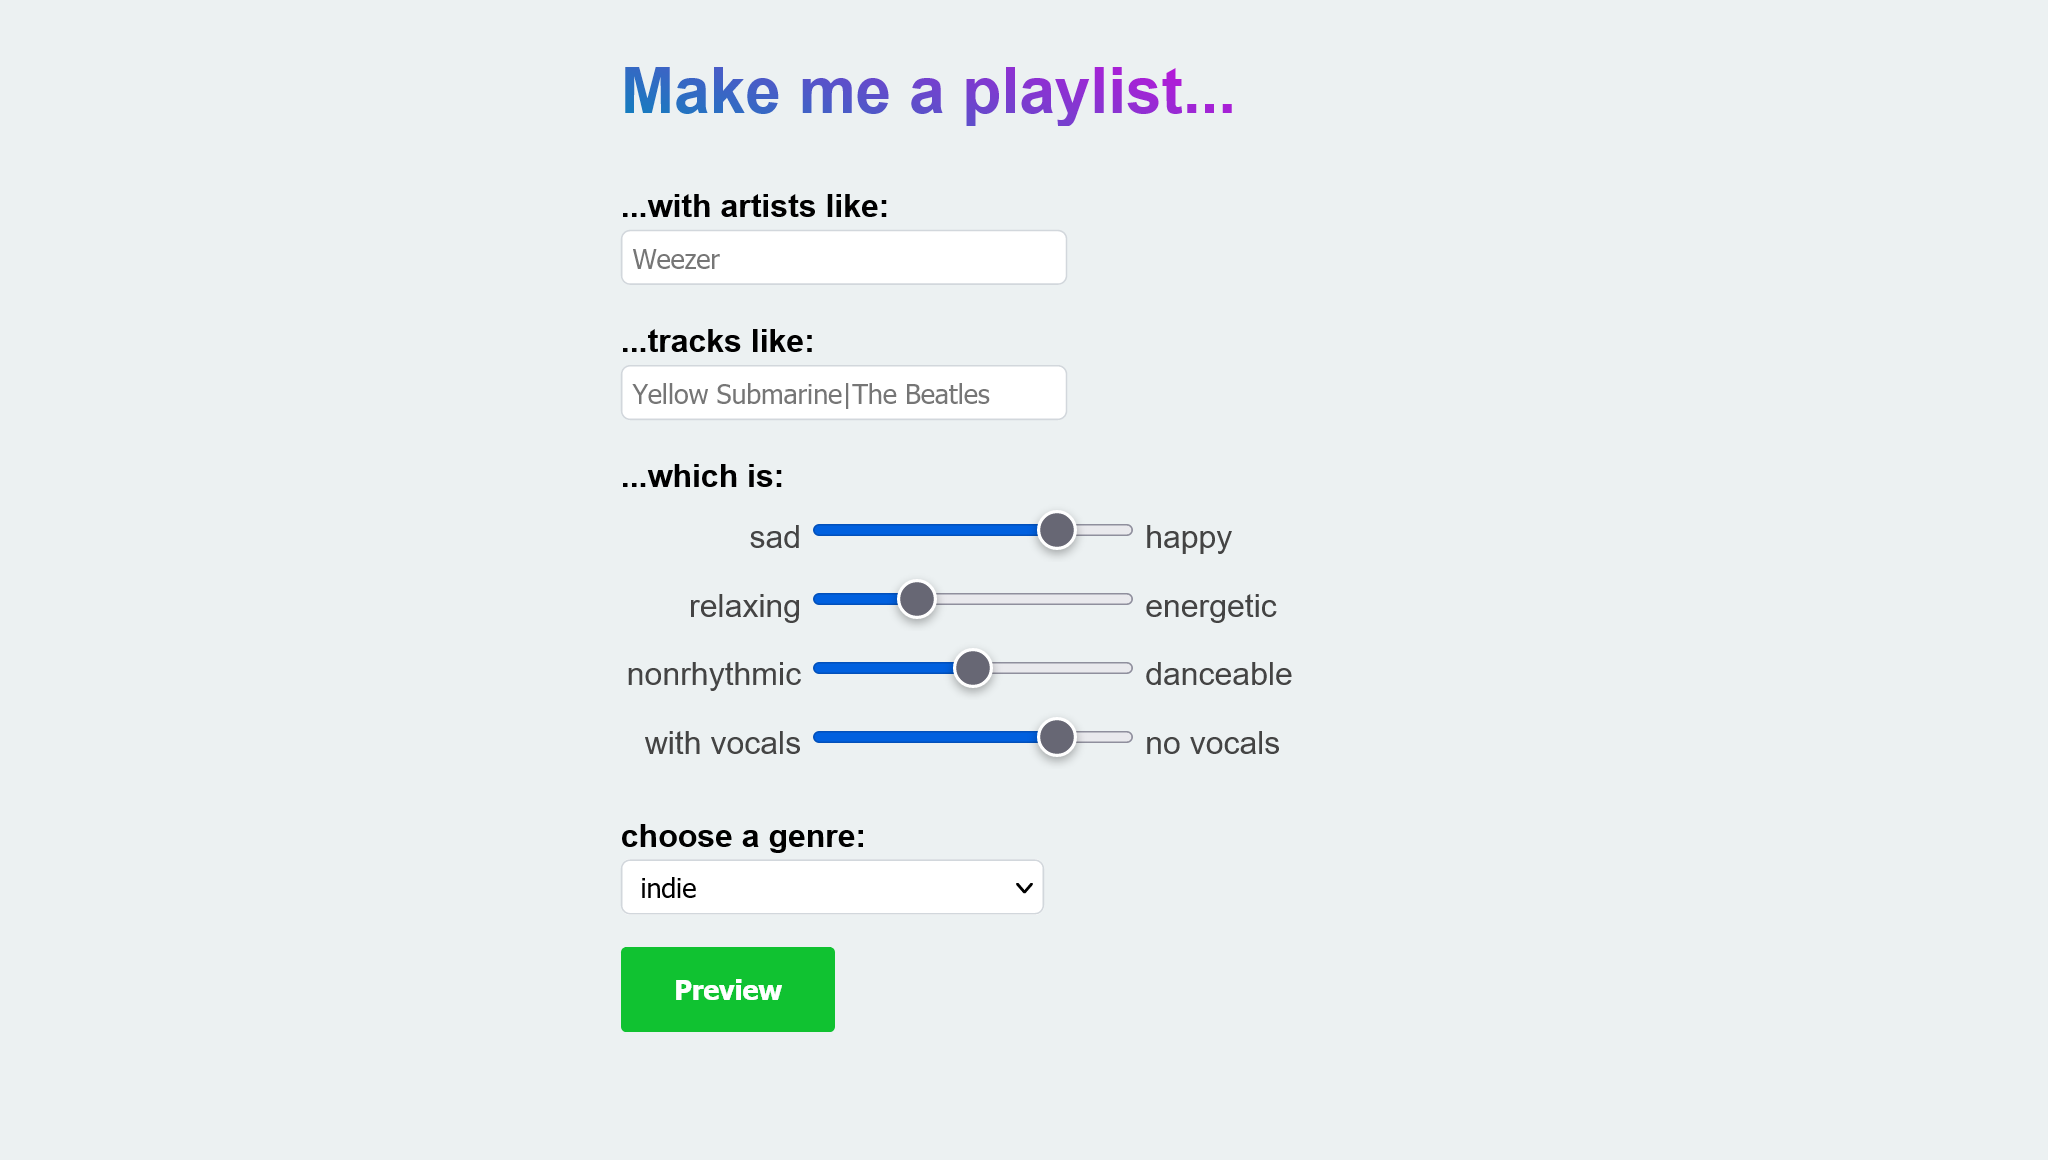 Make me a playlist...
...with artists like:
Weezer
...tracks like:
Yellow Submarine|The Beatles
...which is:
sad happy
relaxing energetic
nonrhythmic danceable
with vocals no vocals
choose a genre:
indie
Preview